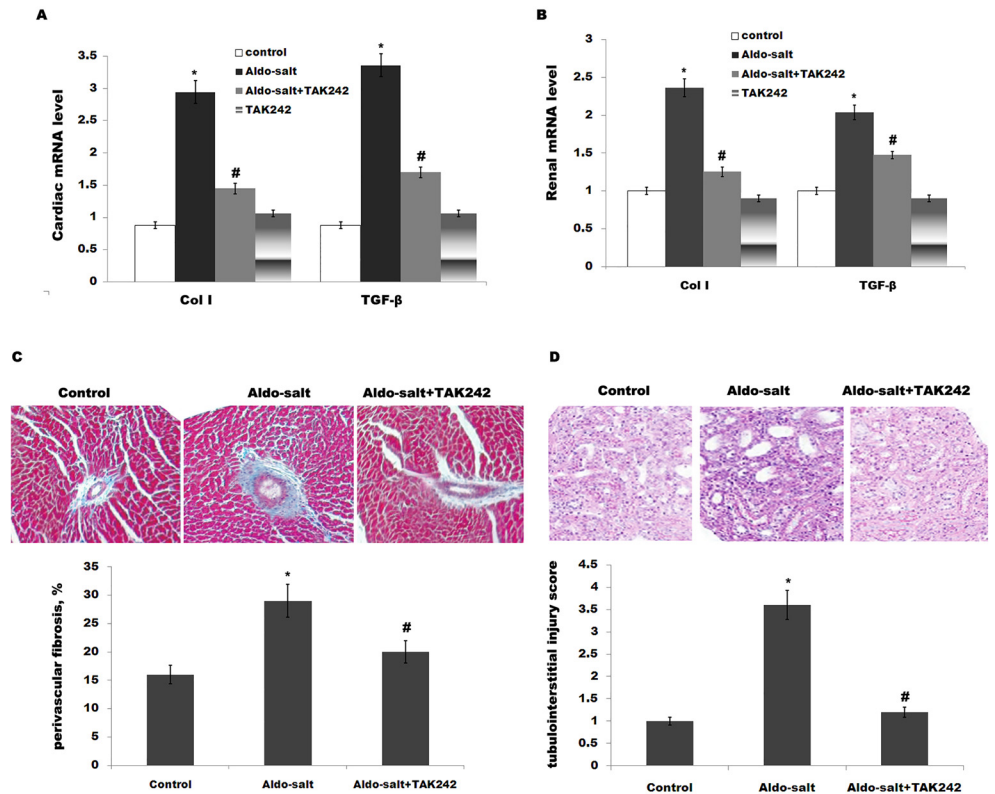 A
control
Aldo-salt
Aldo-salt+TAK242
TAK242
Cardiac mRNA level
3.5
3
2.5
2
1.5
1
0.5
0
*
#
*
#
Col I
TGF-β
B
control
Aldo-salt
Aldo-salt+TAK242
TAK242
Renal mRNA level
3
2.5
2
1.5
1
0.5
0
*
#
*
#
Col I
TGF-β
C
Control
Aldo-salt
Aldo-salt+TAK242
perivascular fibrosis, %
35
30
25
20
15
10
5
0
*
#
Control
Aldo-salt
Aldo-salt+TAK242
D
Control
Aldo-salt
Aldo-salt+TAK242
tubulointerstitial injury score
4.5
4
3.5
3
2.5
2
1.5
1
0.5
0
*
#
Control
Aldo-salt
Aldo-salt+TAK242